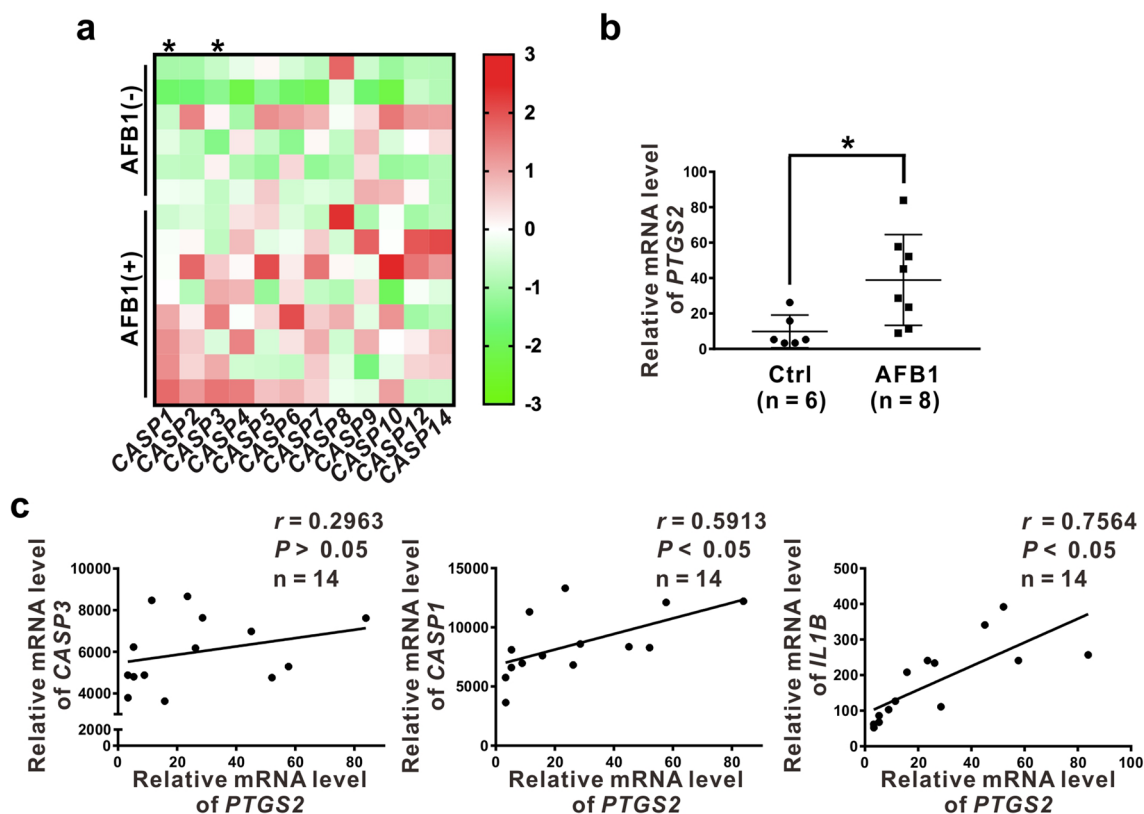 a
* *
AFB1(-)
AFB1(+)
3
2
1
0
-1
-2
-3
CASP1
CASP2
CASP3
CASP4
CASP5
CASP6
CASP7
CASP8
CASP9
CASP10
CASP12
CASP14
b
*
Relative mRNA level
of PTGS2
100
80
60
40
20
0
Ctrl
(n = 6)
AFB1
(n = 8)
c
r = 0.2963
P > 0.05
n = 14
Relative mRNA level
of CASP3
10000
8000
6000
4000
2000
0
0 20 40 60 80
Relative mRNA level
of PTGS2
r = 0.5913
P < 0.05
n = 14
Relative mRNA level
of CASP1
15000
10000
5000
0
0 20 40 60 80
Relative mRNA level
of PTGS2
r = 0.7564
P < 0.05
n = 14
Relative mRNA level
of IL1B
500
400
300
200
100
0
0 20 40 60 80 100
Relative mRNA level
of PTGS2